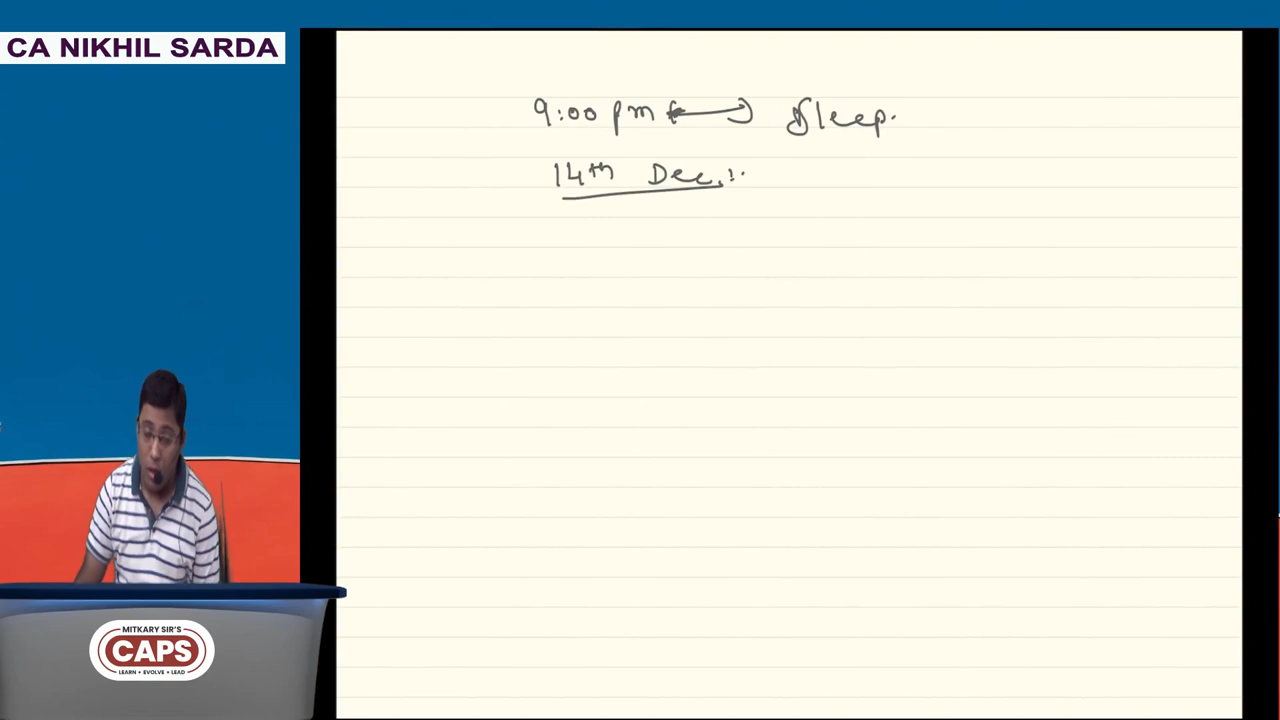 CA NIKHIL SARDA
9:00 pm ↔ Sleep.
14th Dec.
MITKARY SIR'S
CAPS
LEARN • EVOLVE • LEAD